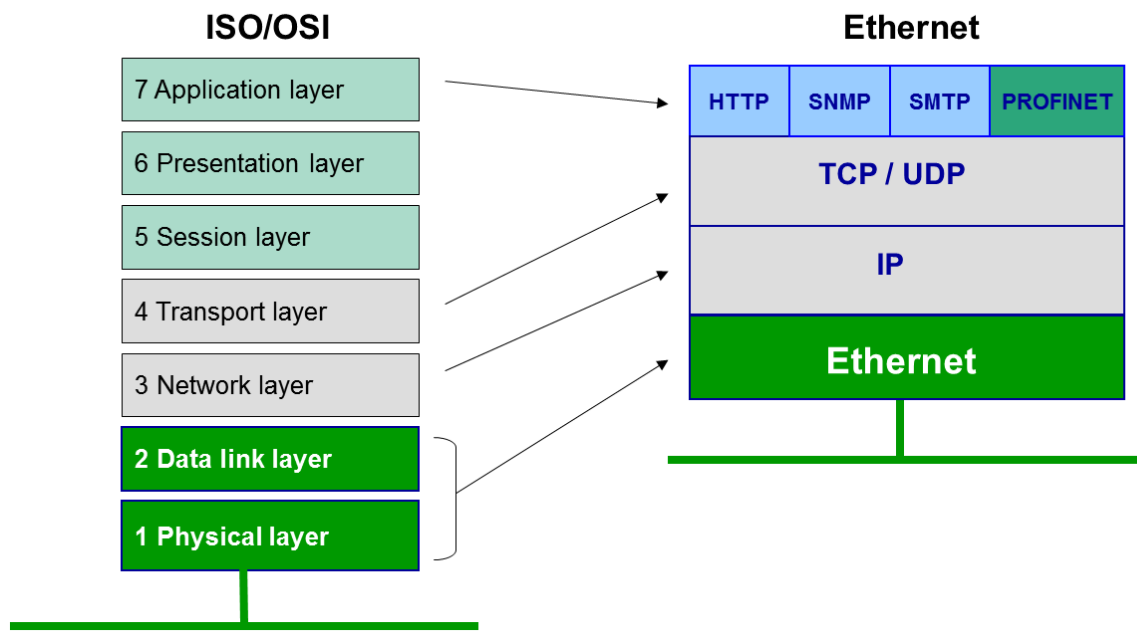 ISO/OSI
7 Application layer
6 Presentation layer
5 Session layer
4 Transport layer
3 Network layer
2 Data link layer
1 Physical layer
Ethernet
HTTP
SNMP
SMTP
PROFINET
TCP / UDP
IP
Ethernet